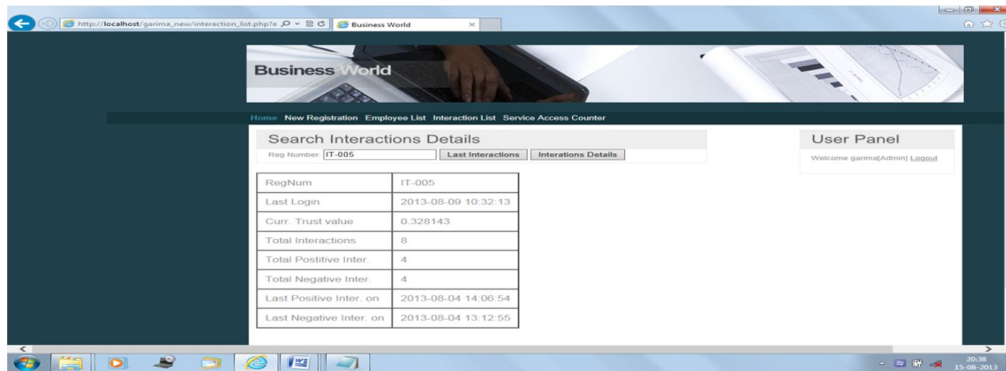 http://localhost/garima_new/interaction_list.php?e
Business World
Business World
Home New Registration Employee List Interaction List Service Access Counter
Search Interactions Details
Reg Number IT-005 Last Interactions Interations Details
User Panel
Welcome garima(Admin) Logout
RegNum IT-005
Last Login 2013-08-09 10:32:13
Curr. Trust value 0.328143
Total Interactions 8
Total Postitive Inter. 4
Total Negative Inter. 4
Last Positive Inter. on 2013-08-04 14:06:54
Last Negative Inter. on 2013-08-04 13:12:55
20:38
15-08-2013